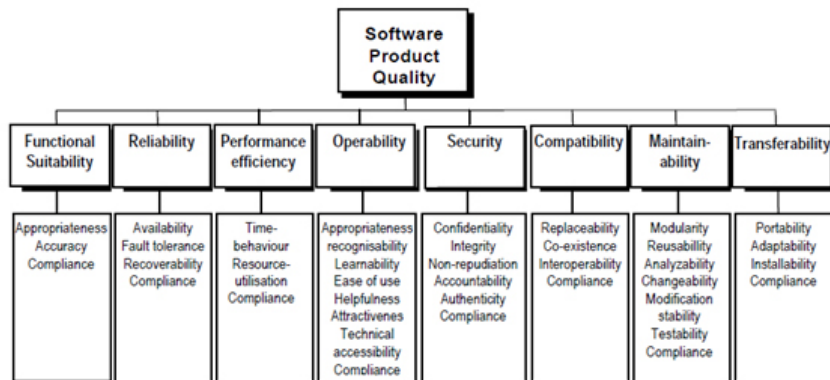 Software
Product
Quality
Functional
Suitability
Reliability
Performance
efficiency
Operability
Security
Compatibility
Maintain-
ability
Transferability
Appropriateness
Accuracy
Compliance
Availability
Fault tolerance
Recoverability
Compliance
Time-
behaviour
Resource-
utilisation
Compliance
Appropriateness
recognisability
Learnability
Ease of use
Helpfulness
Attractivenes
Technical
accessibility
Compliance
Confidentiality
Integrity
Non-repudiation
Accountability
Authenticity
Compliance
Replaceability
Co-existence
Interoperability
Compliance
Modularity
Reusabillity
Analyzability
Changeability
Modification
stability
Testability
Compliance
Portability
Adaptability
Installability
Compliance